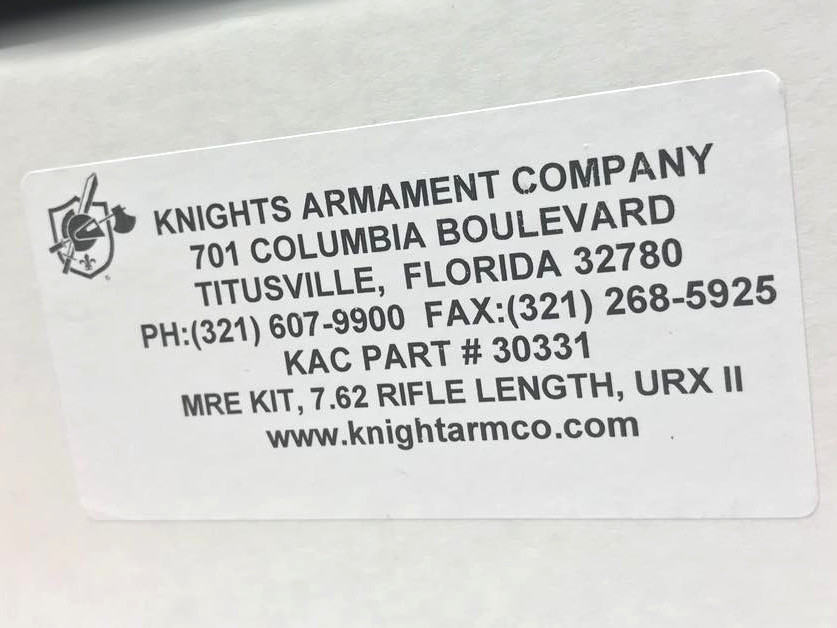 KNIGHTS ARMAMENT COMPANY
701 COLUMBIA BOULEVARD
TITUSVILLE, FLORIDA 32780
PH:(321) 607-9900 FAX:(321) 268-5925
KAC PART # 30331
MRE KIT, 7.62 RIFLE LENGTH, URX II
www.knightarmco.com